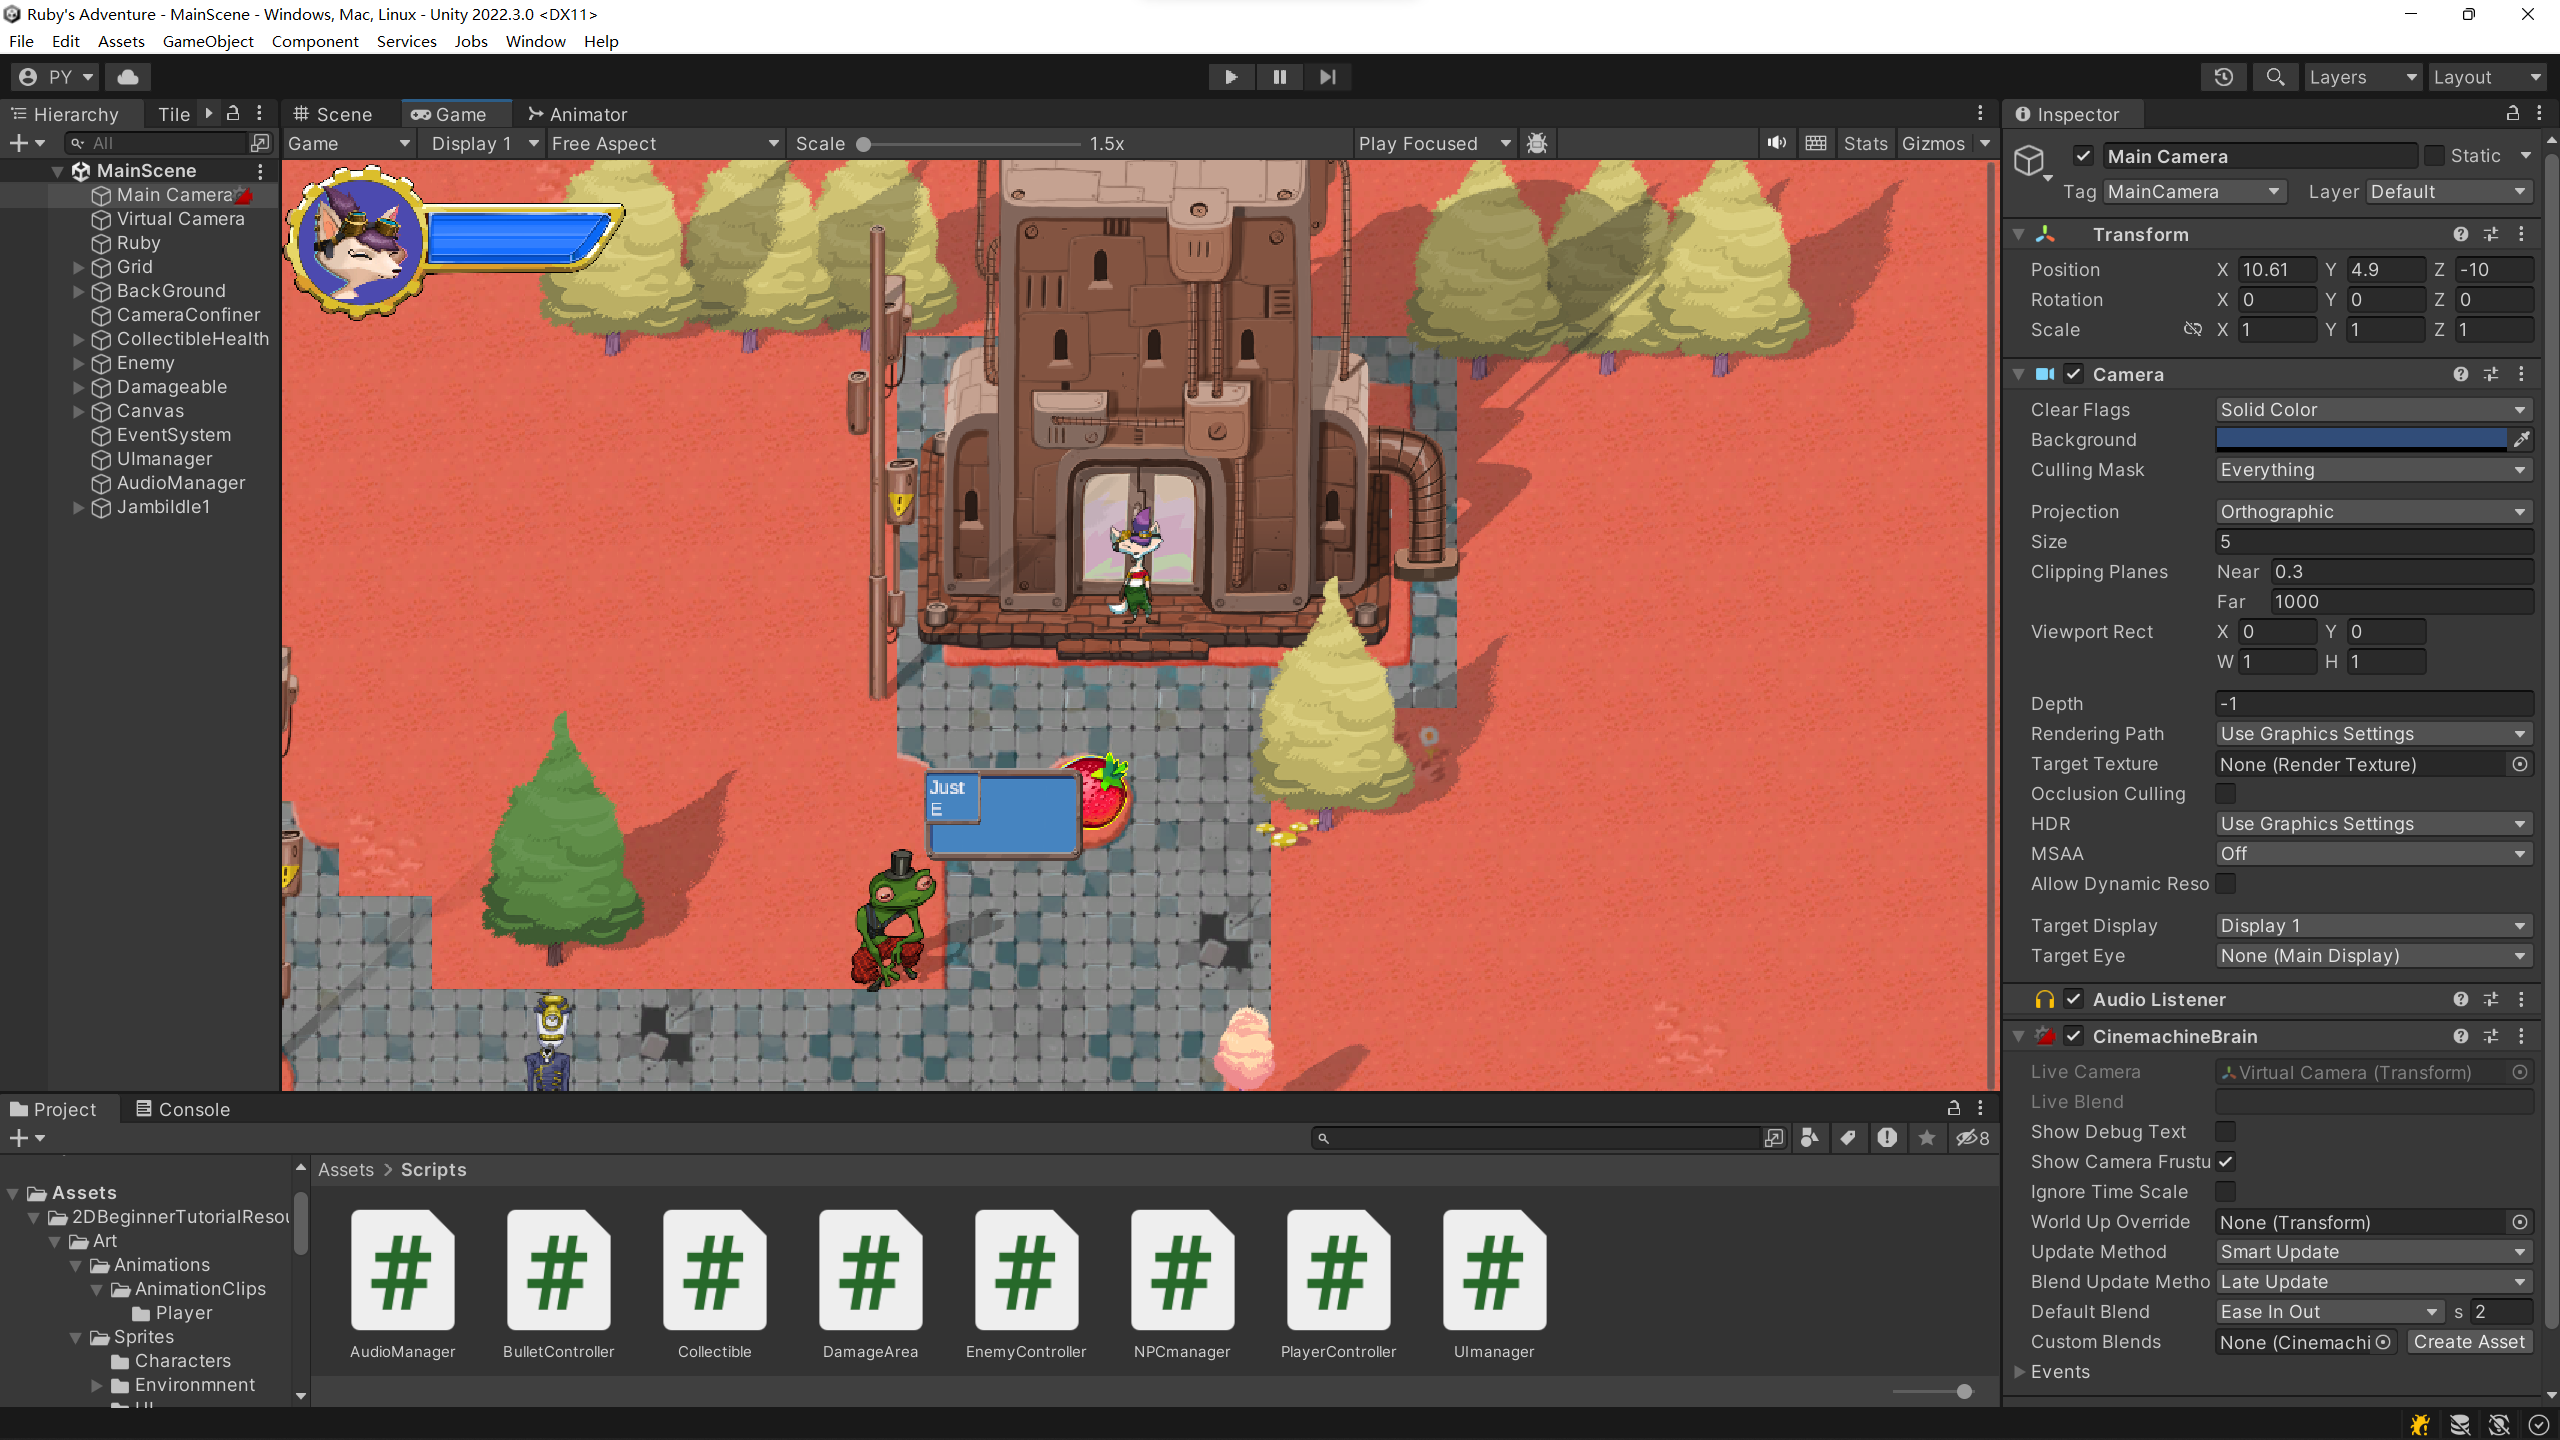 Ruby's Adventure - MainScene - Windows, Mac, Linux - Unity 2022.3.0 <DX11>
File Edit Assets GameObject Component Services Jobs Window Help
PY
Layers Layout
Hierarchy Tile
All
MainScene
Main Camera
Virtual Camera
Ruby
Grid
BackGround
CameraConfiner
CollectibleHealth
Enemy
Damageable
Canvas
EventSystem
UImanager
AudioManager
JambiIdle1
Scene Game Animator
Game Display 1 Free Aspect Scale 1.5x Play Focused Stats Gizmos
Just
E
Inspector
Main Camera Static
Tag MainCamera Layer Default
Transform
Position X 10.61 Y 4.9 Z -10
Rotation X 0 Y 0 Z 0
Scale X 1 Y 1 Z 1
Camera
Clear Flags Solid Color
Background
Culling Mask Everything
Projection Orthographic
Size 5
Clipping Planes Near 0.3
Far 1000
Viewport Rect X 0 Y 0
W 1 H 1
Depth -1
Rendering Path Use Graphics Settings
Target Texture None (Render Texture)
Occlusion Culling
HDR Use Graphics Settings
MSAA Off
Allow Dynamic Reso
Target Display Display 1
Target Eye None (Main Display)
Audio Listener
CinemachineBrain
Live Camera Virtual Camera (Transform)
Live Blend
Show Debug Text
Show Camera Frustu
Ignore Time Scale
World Up Override None (Transform)
Update Method Smart Update
Blend Update Metho Late Update
Default Blend Ease In Out s 2
Custom Blends None (Cinemachi Create Asset
Events
Project Console
8
Assets
2DBeginnerTutorialResou
Art
Animations
AnimationClips
Player
Sprites
Characters
Environmnent
UI
Assets > Scripts
AudioManager BulletController Collectible DamageArea EnemyController NPCmanager PlayerController UImanager